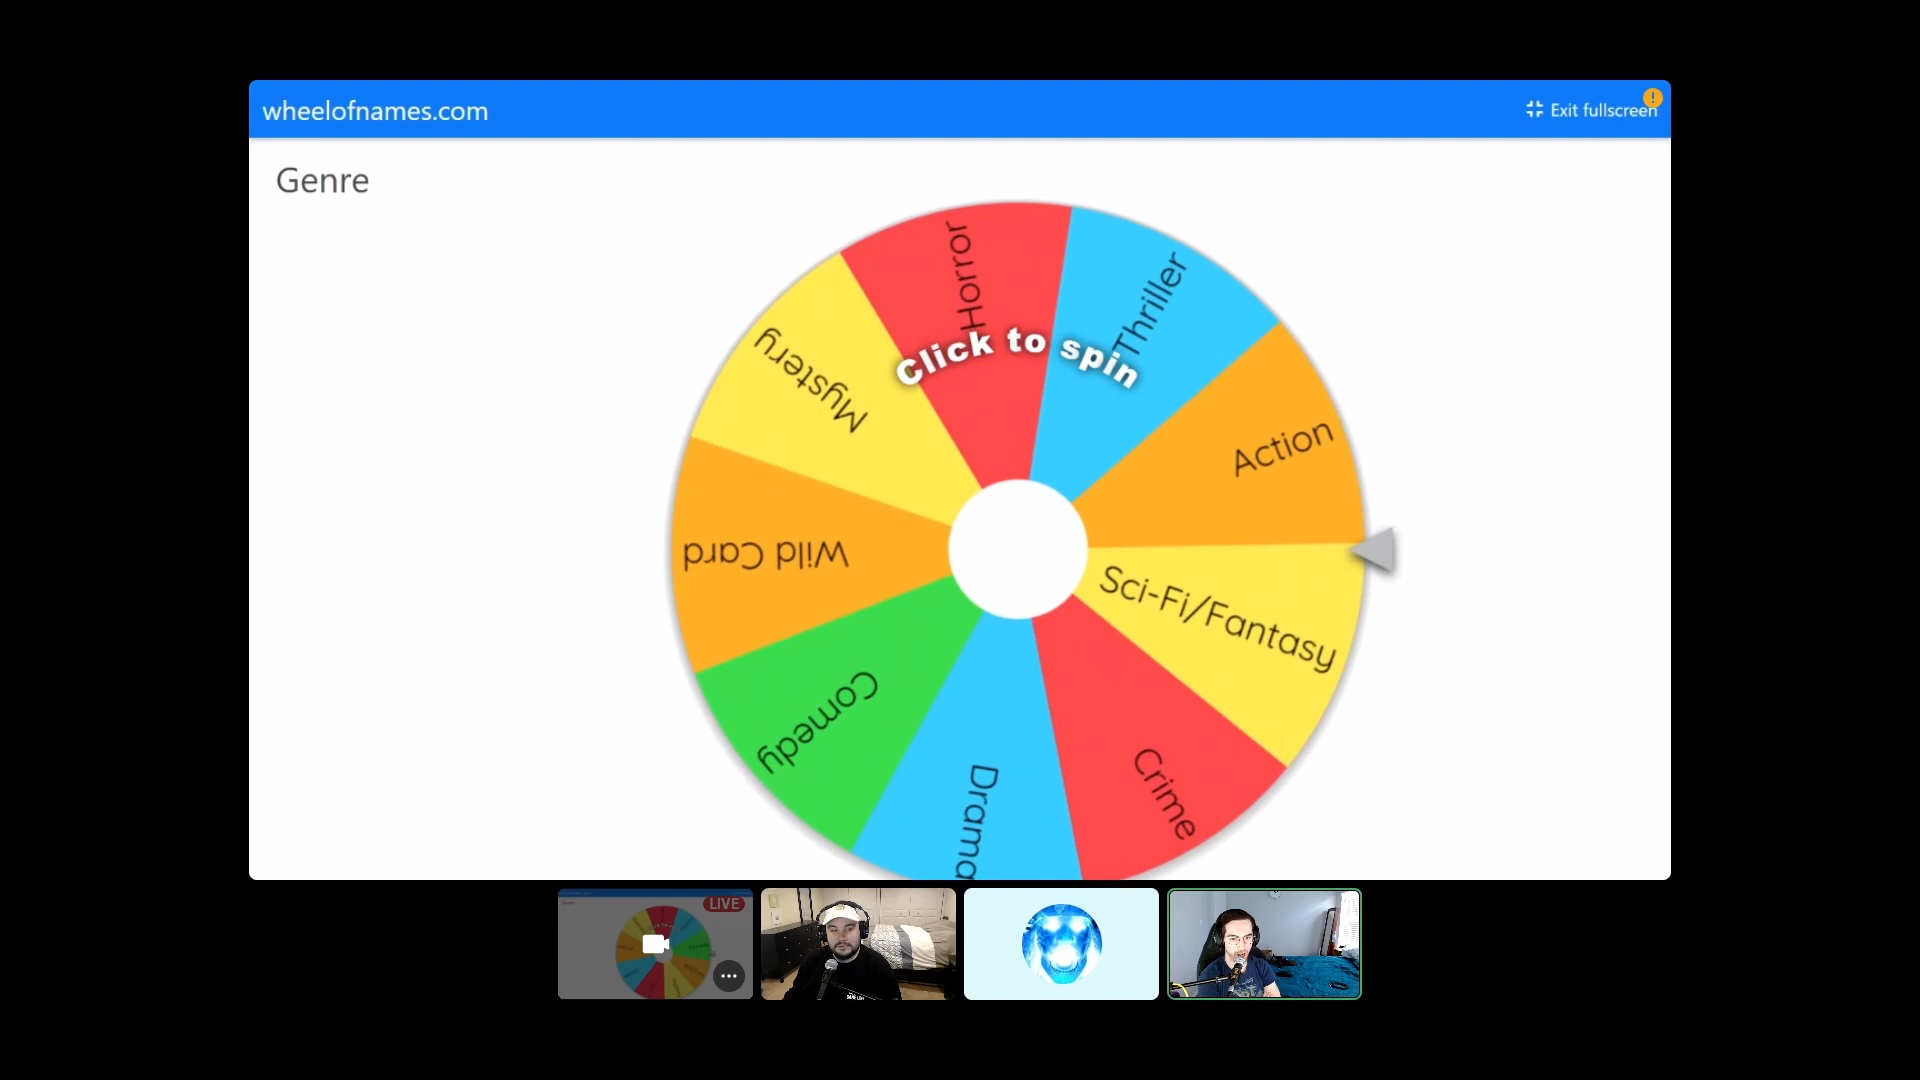 wheelofnames.com
Exit fullscreen
Genre
Horror
Thriller
Mystery
Click to spin
Action
Wild Card
Sci-Fi/Fantasy
Comedy
Crime
Drama
LIVE